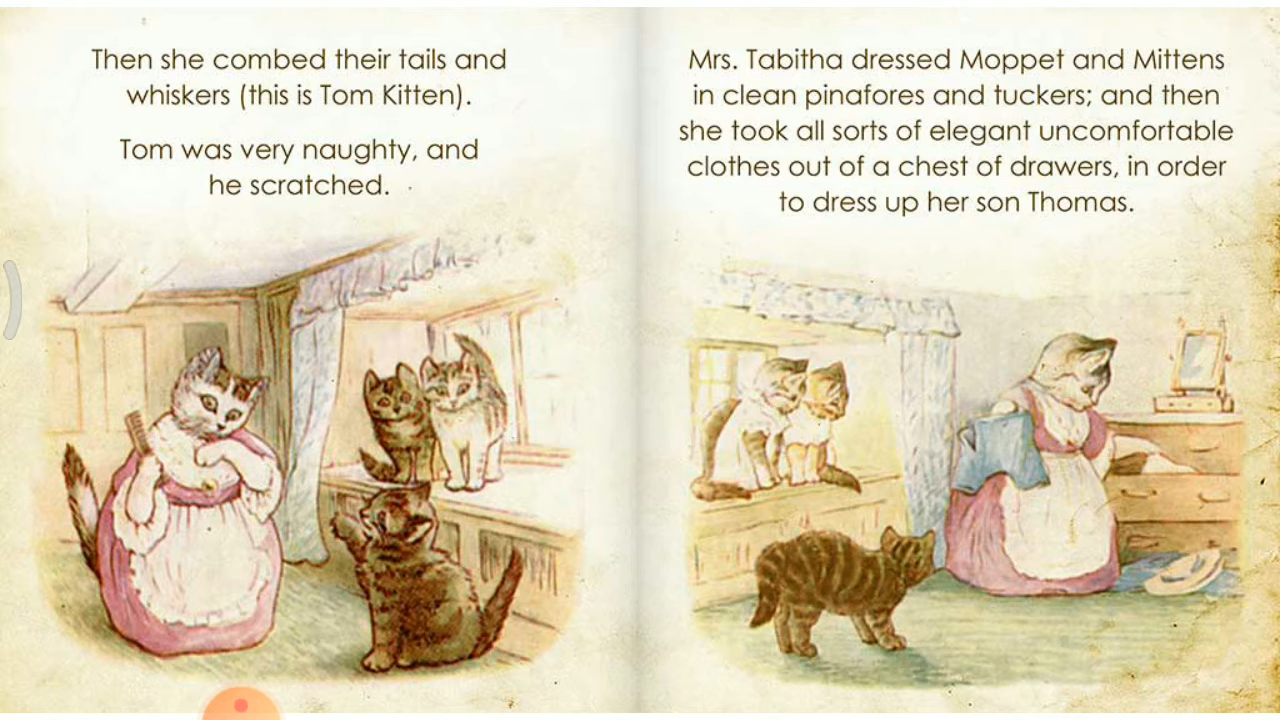 Then she combed their tails and
whiskers (this is Tom Kitten).
Tom was very naughty, and
he scratched.
Mrs. Tabitha dressed Moppet and Mittens
in clean pinafores and tuckers; and then
she took all sorts of elegant uncomfortable
clothes out of a chest of drawers, in order
to dress up her son Thomas.